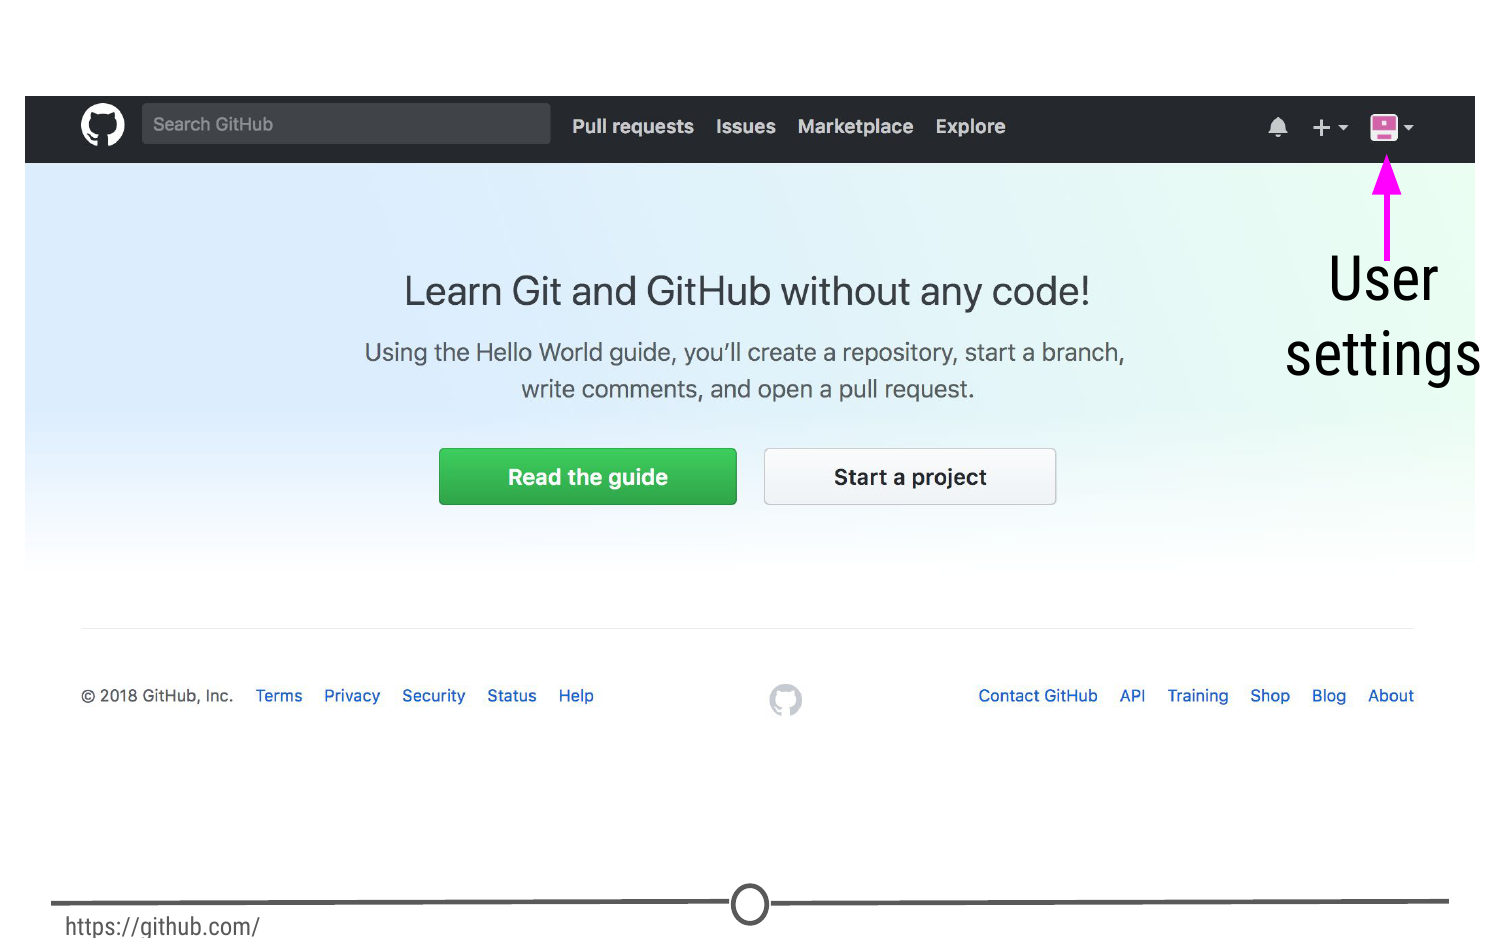 Search GitHub
Pull requests Issues Marketplace Explore
User
settings
Learn Git and GitHub without any code!
Using the Hello World guide, you’ll create a repository, start a branch,
write comments, and open a pull request.
Read the guide
Start a project
© 2018 GitHub, Inc. Terms Privacy Security Status Help
Contact GitHub API Training Shop Blog About
https://github.com/